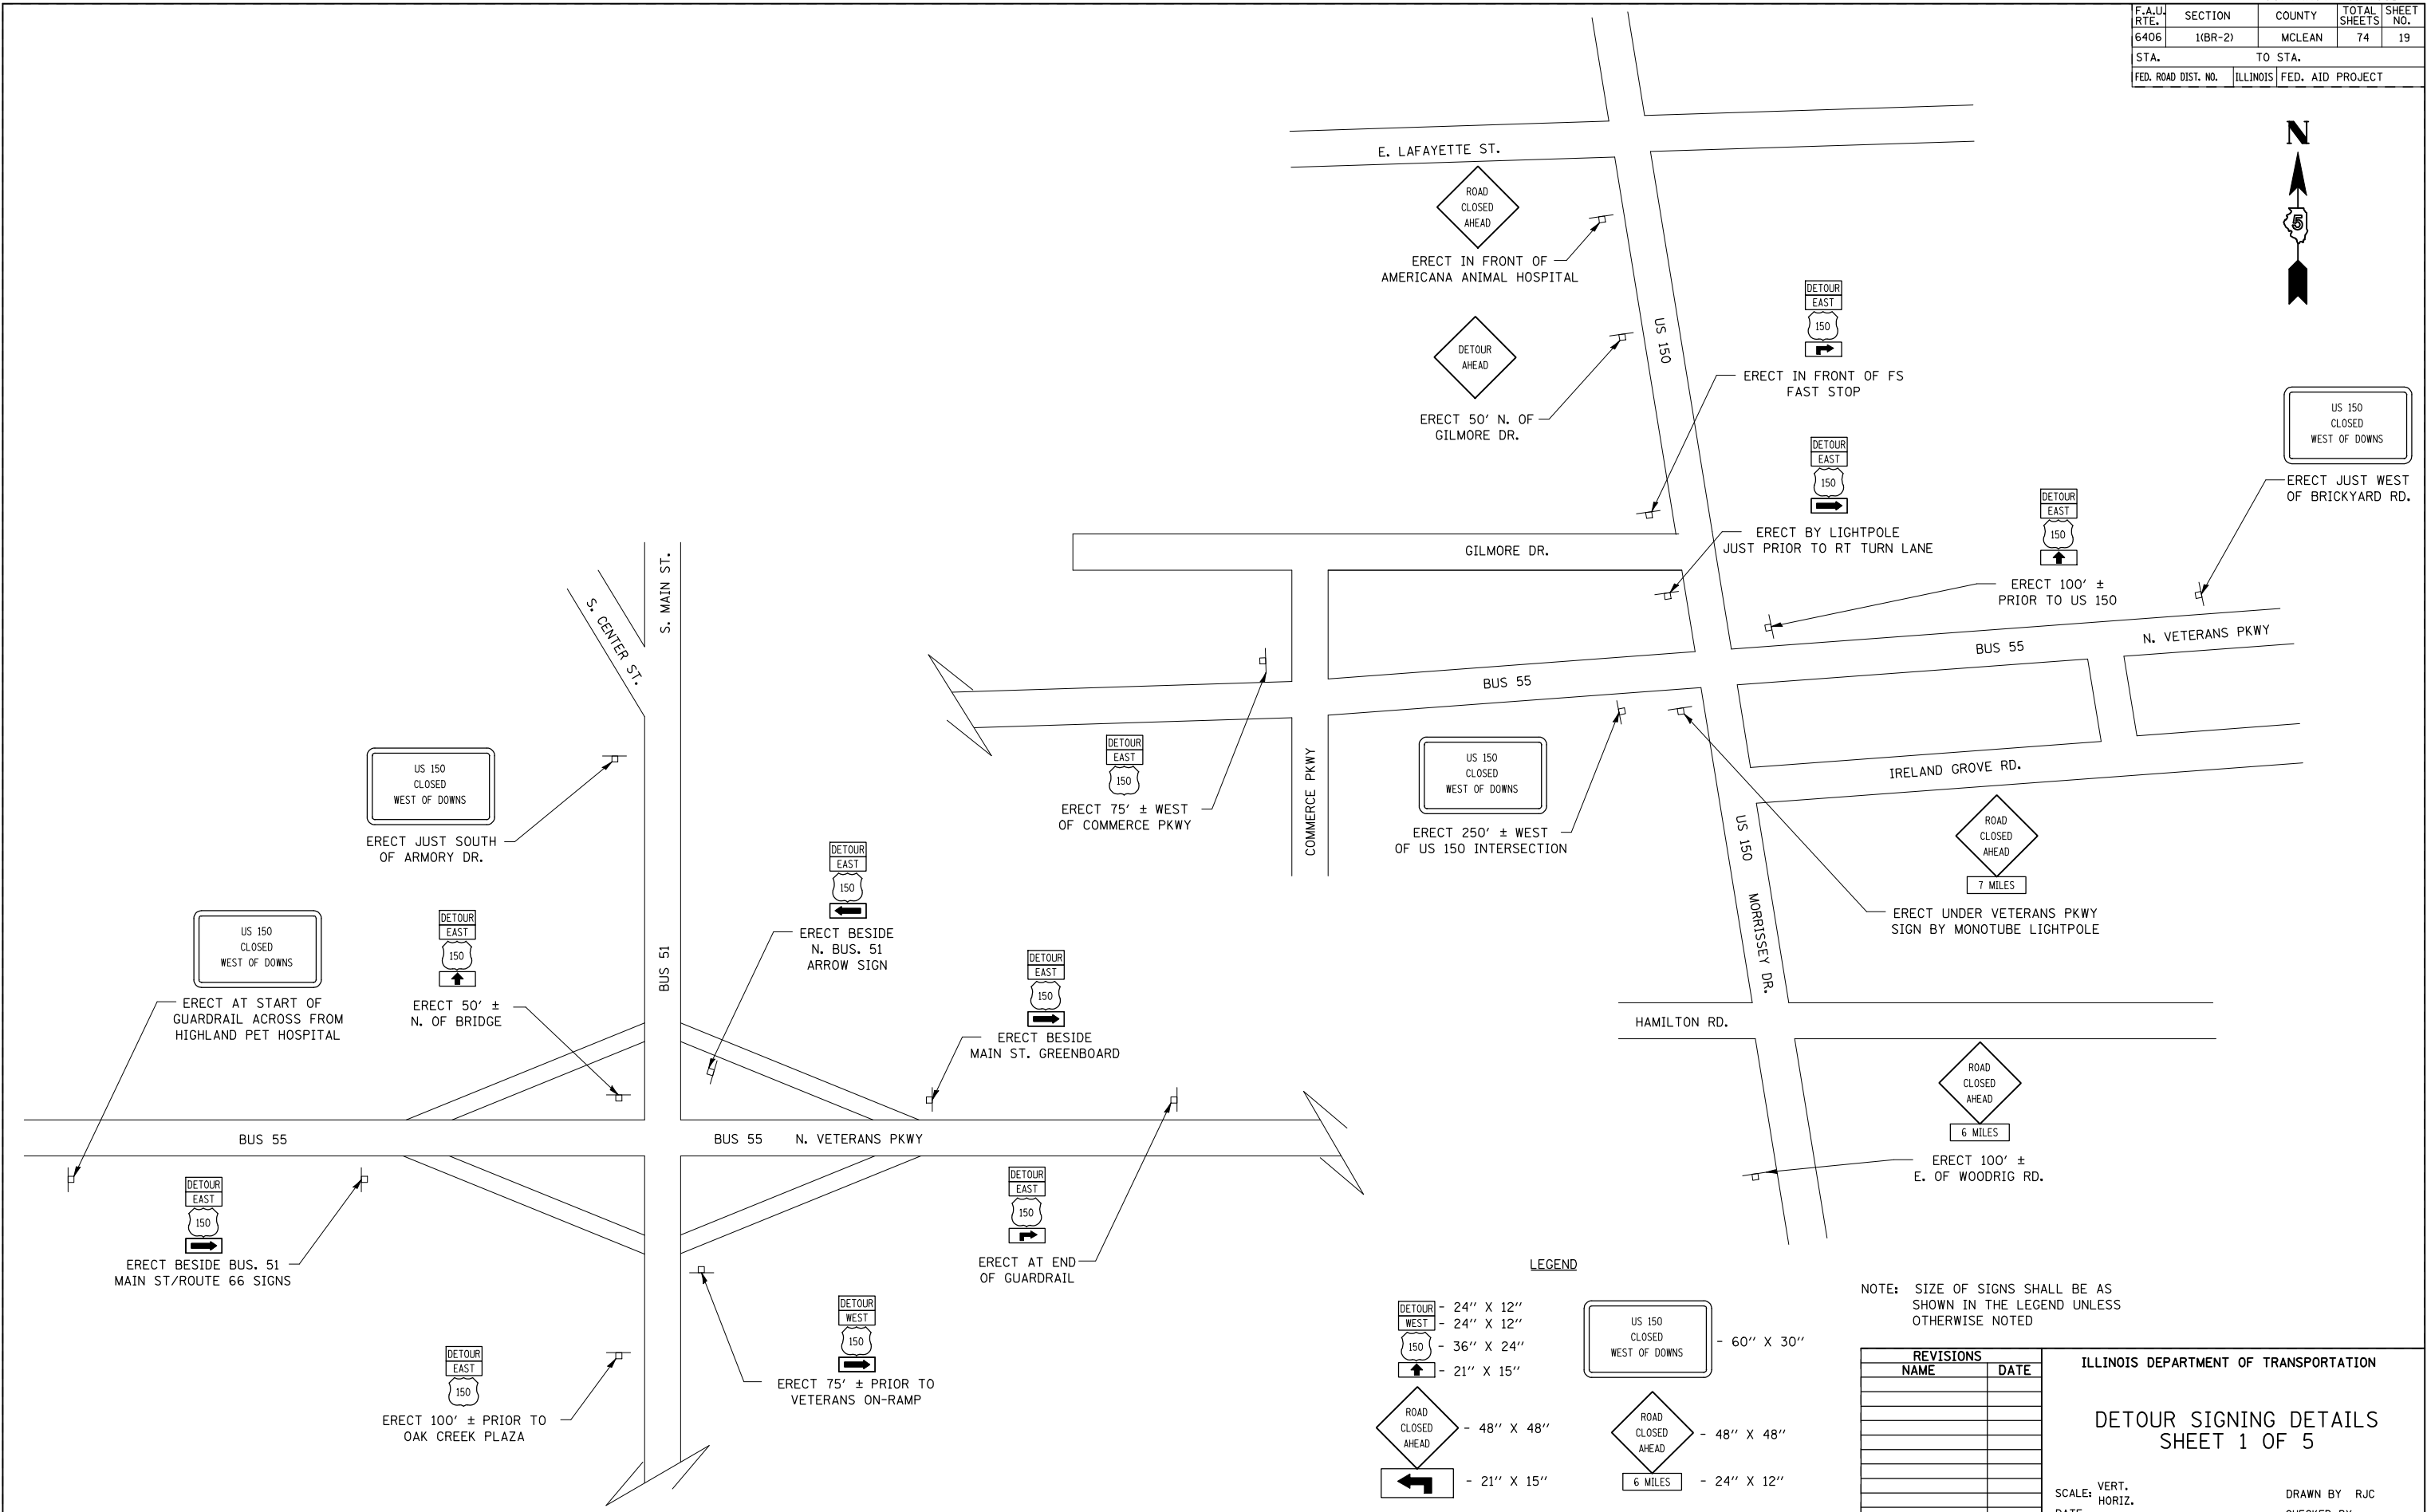 F.A.U. RTE. SECTION COUNTY TOTAL SHEETS SHEET NO.
6406 1(BR-2) MCLEAN 74 19
STA. TO STA.
FED. ROAD DIST. NO. ILLINOIS FED. AID PROJECT
N
5
E. LAFAYETTE ST.
ROAD
CLOSED
AHEAD
ERECT IN FRONT OF
AMERICANA ANIMAL HOSPITAL
US 150
DETOUR
AHEAD
ERECT 50' N. OF
GILMORE DR.
DETOUR
EAST
150
ERECT IN FRONT OF FS
FAST STOP
DETOUR
EAST
150
ERECT BY LIGHTPOLE
JUST PRIOR TO RT TURN LANE
DETOUR
EAST
150
ERECT 100' ±
PRIOR TO US 150
US 150
CLOSED
WEST OF DOWNS
ERECT JUST WEST
OF BRICKYARD RD.
GILMORE DR.
S. MAIN ST.
S. CENTER ST.
BUS 55
BUS 55
N. VETERANS PKWY
IRELAND GROVE RD.
COMMERCE PKWY
US 150
CLOSED
WEST OF DOWNS
ERECT JUST SOUTH
OF ARMORY DR.
DETOUR
EAST
150
ERECT 75' ± WEST
OF COMMERCE PKWY
US 150
CLOSED
WEST OF DOWNS
ERECT 250' ± WEST
OF US 150 INTERSECTION
US 150 MORRISSEY DR.
ROAD
CLOSED
AHEAD
7 MILES
ERECT UNDER VETERANS PKWY
SIGN BY MONOTUBE LIGHTPOLE
US 150
CLOSED
WEST OF DOWNS
ERECT AT START OF
GUARDRAIL ACROSS FROM
HIGHLAND PET HOSPITAL
DETOUR
EAST
150
ERECT 50' ±
N. OF BRIDGE
BUS 51
DETOUR
EAST
150
ERECT BESIDE
N. BUS. 51
ARROW SIGN
DETOUR
EAST
150
ERECT BESIDE
MAIN ST. GREENBOARD
HAMILTON RD.
ROAD
CLOSED
AHEAD
6 MILES
ERECT 100' ±
E. OF WOODRIG RD.
BUS 55
BUS 55 N. VETERANS PKWY
DETOUR
EAST
150
ERECT BESIDE BUS. 51
MAIN ST/ROUTE 66 SIGNS
DETOUR
EAST
150
ERECT AT END
OF GUARDRAIL
DETOUR
WEST
150
ERECT 75' ± PRIOR TO
VETERANS ON-RAMP
DETOUR
EAST
150
ERECT 100' ± PRIOR TO
OAK CREEK PLAZA
LEGEND
DETOUR - 24'' X 12''
WEST - 24'' X 12''
150 - 36'' X 24''
- 21'' X 15''
US 150
CLOSED
WEST OF DOWNS
- 60'' X 30''
ROAD
CLOSED
AHEAD
- 48'' X 48''
- 21'' X 15''
ROAD
CLOSED
AHEAD
- 48'' X 48''
6 MILES - 24'' X 12''
NOTE: SIZE OF SIGNS SHALL BE AS
SHOWN IN THE LEGEND UNLESS
OTHERWISE NOTED
REVISIONS
NAME DATE
ILLINOIS DEPARTMENT OF TRANSPORTATION
DETOUR SIGNING DETAILS
SHEET 1 OF 5
SCALE: VERT.
HORIZ.
DRAWN BY RJC